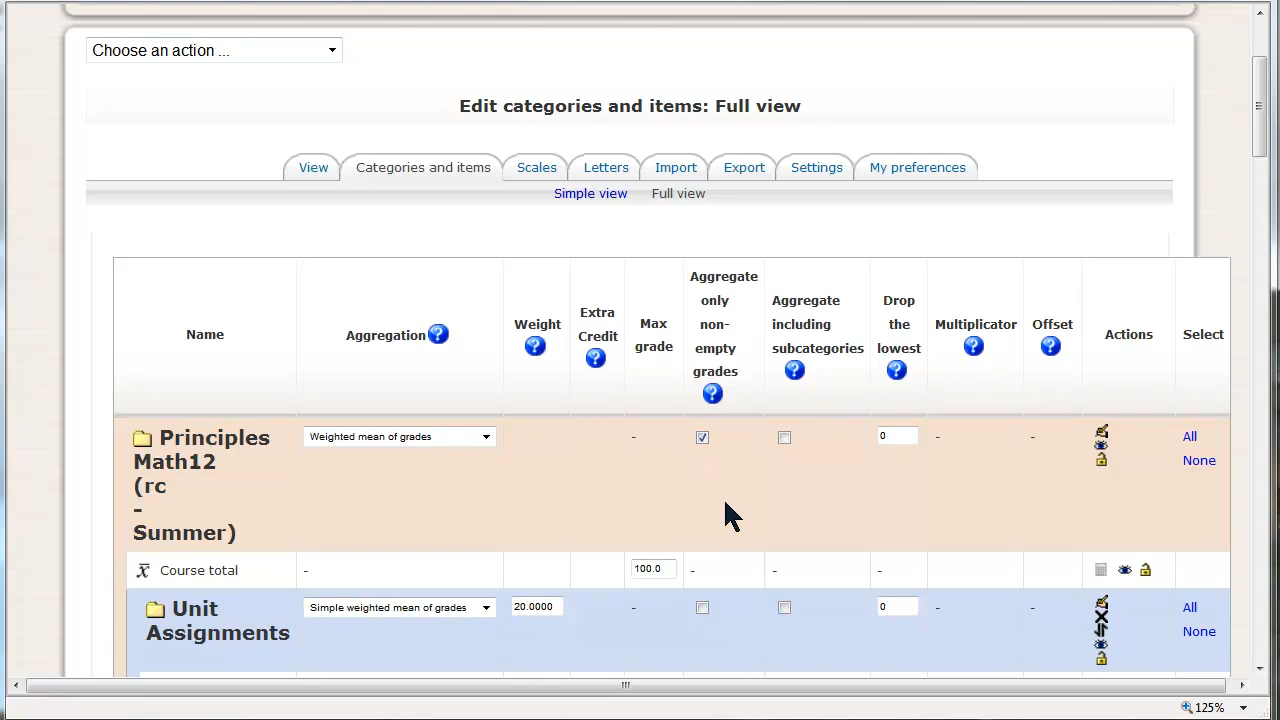 Choose an action ...
Edit categories and items: Full view
View Categories and items Scales Letters Import Export Settings My preferences
Simple view Full view
Name Aggregation Weight Extra Credit Max grade Aggregate only non-empty grades Aggregate including subcategories Drop the lowest Multiplicator Offset Actions Select
Principles Math12 (rc - Summer) Weighted mean of grades - 0 - - All None
Course total - 100.0 - - -
Unit Assignments Simple weighted mean of grades 20.0000 - 0 - - All None
125%